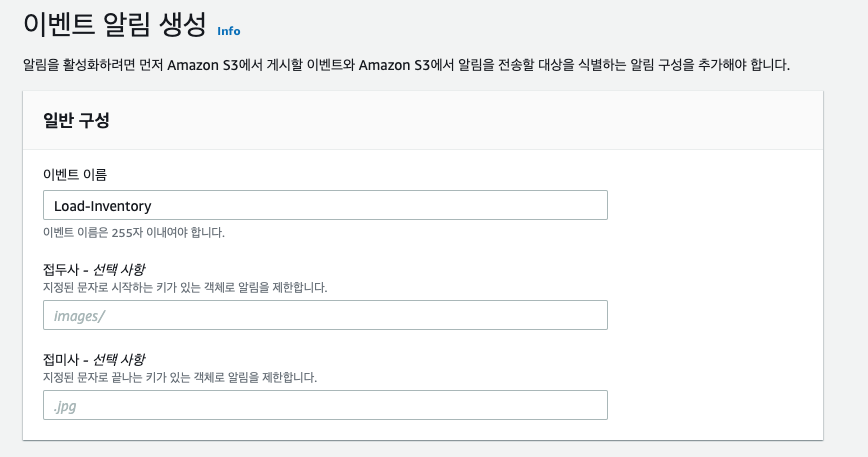 이벤트 알림 생성 Info
알림을 활성화하려면 먼저 Amazon S3에서 게시할 이벤트와 Amazon S3에서 알림을 전송할 대상을 식별하는 알림 구성을 추가해야 합니다.
일반 구성
이벤트 이름
Load-Inventory
이벤트 이름은 255자 이내여야 합니다.
접두사 - 선택 사항
지정된 문자로 시작하는 키가 있는 객체로 알림을 제한합니다.
images/
접미사 - 선택 사항
지정된 문자로 끝나는 키가 있는 객체로 알림을 제한합니다.
.jpg